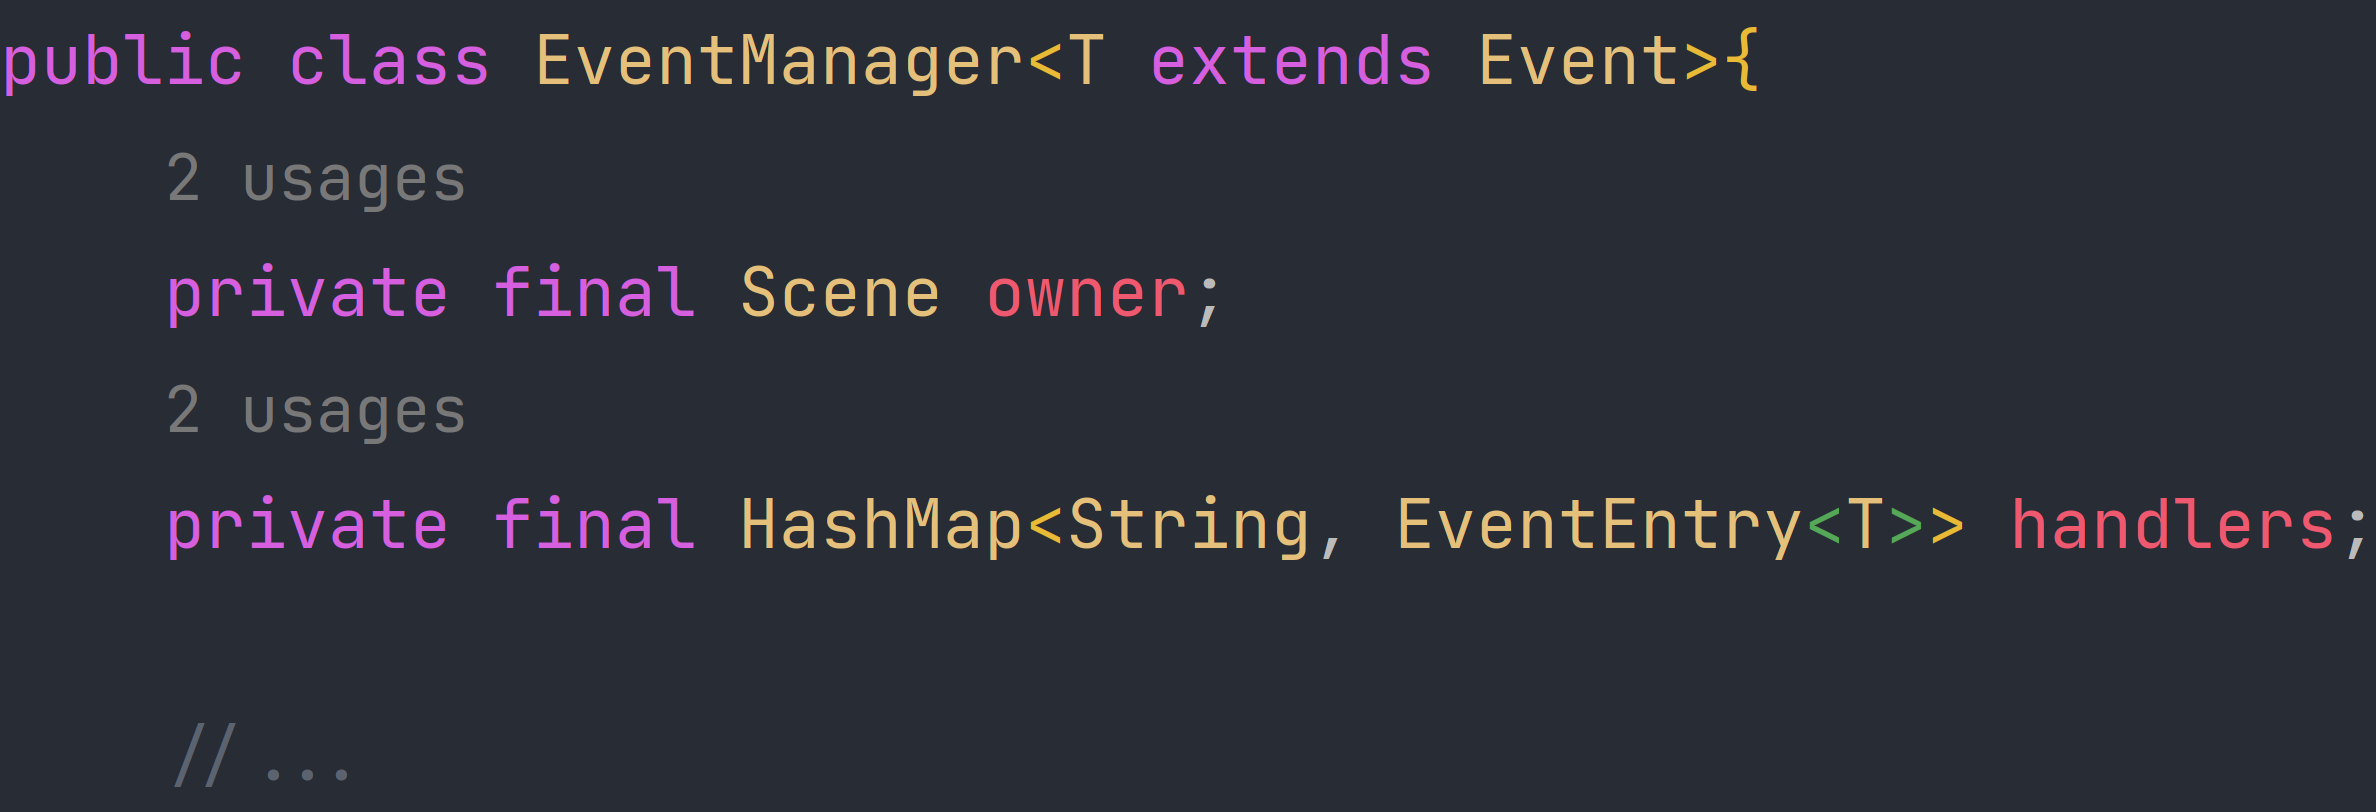 public class EventManager<T extends Event>{
2 usages
private final Scene owner;
2 usages
private final HashMap<String, EventEntry<T>> handlers;
//...